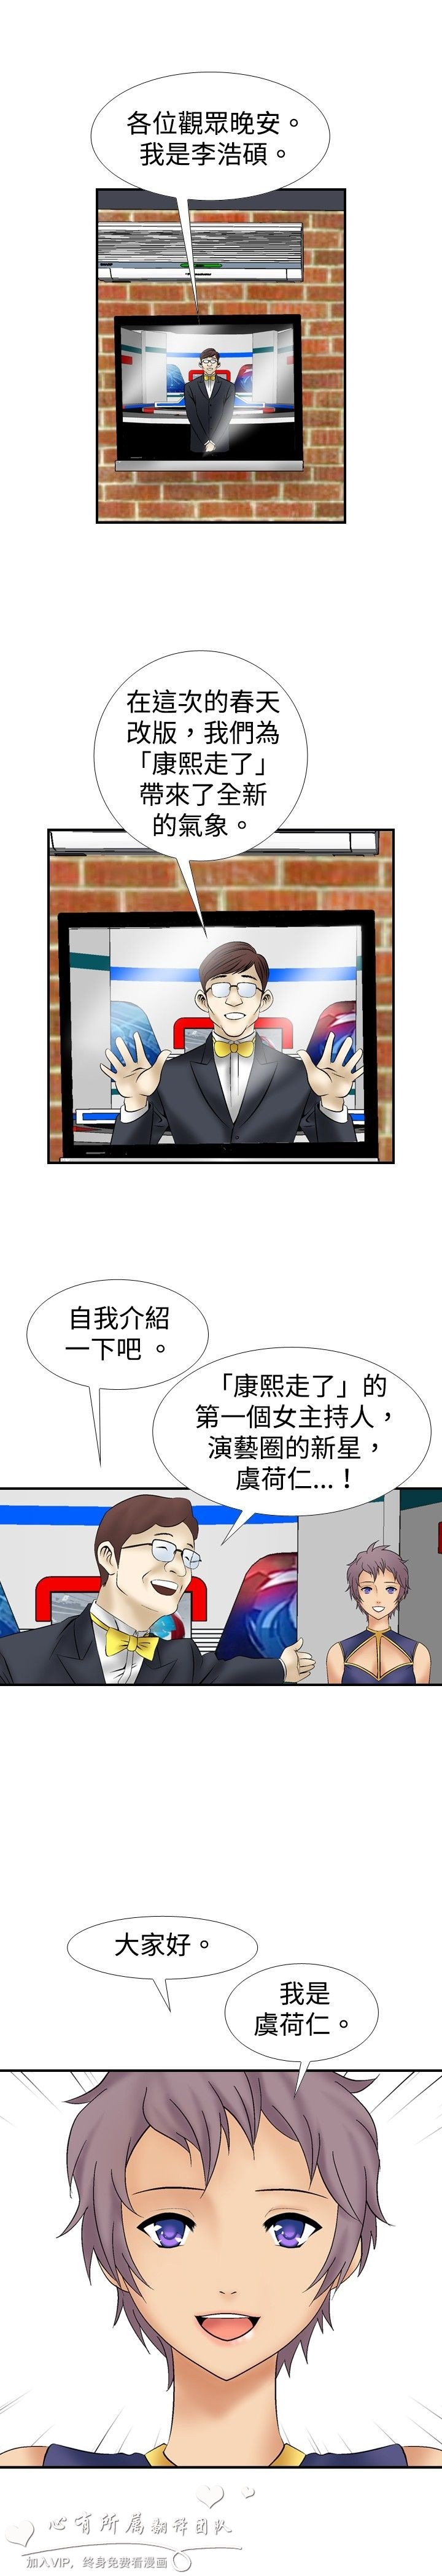 各位觀眾晚安。
我是李浩碩。
在這次的春天
改版，我們為
「康熙走了」
帶來了全新
的氣象。
自我介紹
一下吧。
「康熙走了」的
第一個女主持人，
演藝圈的新星，
虞荷仁...！
大家好。
我是
虞荷仁。
心有所属翻译团队
加入VIP，终身免费看漫画